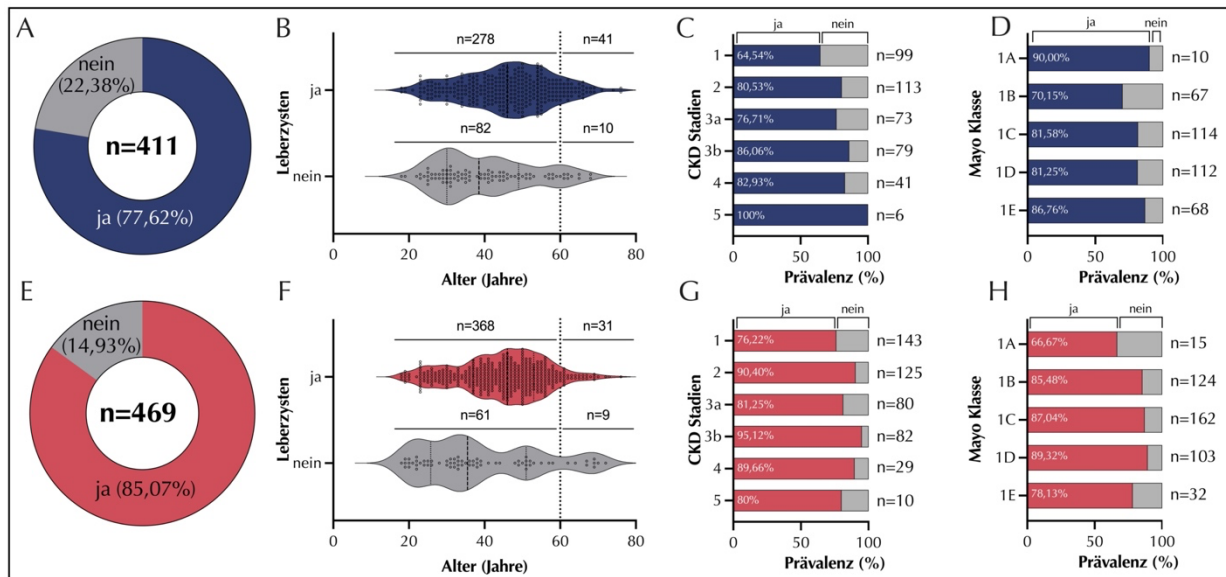 A
nein
(22,38%)
n=411
ja (77,62%)
B
n=278
n=41
ja
n=82
n=10
nein
Leberzysten
0
20
40
60
80
Alter (Jahre)
C
ja
nein
1
64,54%
n=99
2
80,53%
n=113
3a
76,71%
n=73
3b
86,06%
n=79
4
82,93%
n=41
5
100%
n=6
CKD Stadien
0
50
100
Prävalenz (%)
D
ja
nein
1A
90,00%
n=10
1B
70,15%
n=67
1C
81,58%
n=114
1D
81,25%
n=112
1E
86,76%
n=68
Mayo Klasse
0
50
100
Prävalenz (%)
E
nein
(14,93%)
n=469
ja (85,07%)
F
n=368
n=31
ja
n=61
n=9
nein
Leberzysten
0
20
40
60
80
Alter (Jahre)
G
ja
nein
1
76,22%
n=143
2
90,40%
n=125
3a
81,25%
n=80
3b
95,12%
n=82
4
89,66%
n=29
5
80%
n=10
CKD Stadien
0
50
100
Prävalenz (%)
H
ja
nein
1A
66,67%
n=15
1B
85,48%
n=124
1C
87,04%
n=162
1D
89,32%
n=103
1E
78,13%
n=32
Mayo Klasse
0
50
100
Prävalenz (%)